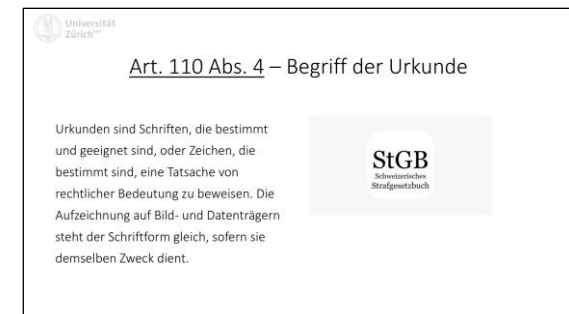 Universität
Zürich
Art. 110 Abs. 4 – Begriff der Urkunde
Urkunden sind Schriften, die bestimmt
und geeignet sind, oder Zeichen, die
bestimmt sind, eine Tatsache von
rechtlicher Bedeutung zu beweisen. Die
Aufzeichnung auf Bild- und Datenträgern
steht der Schriftform gleich, sofern sie
demselben Zweck dient.
StGB
Schweizerisches
Strafgesetzbuch